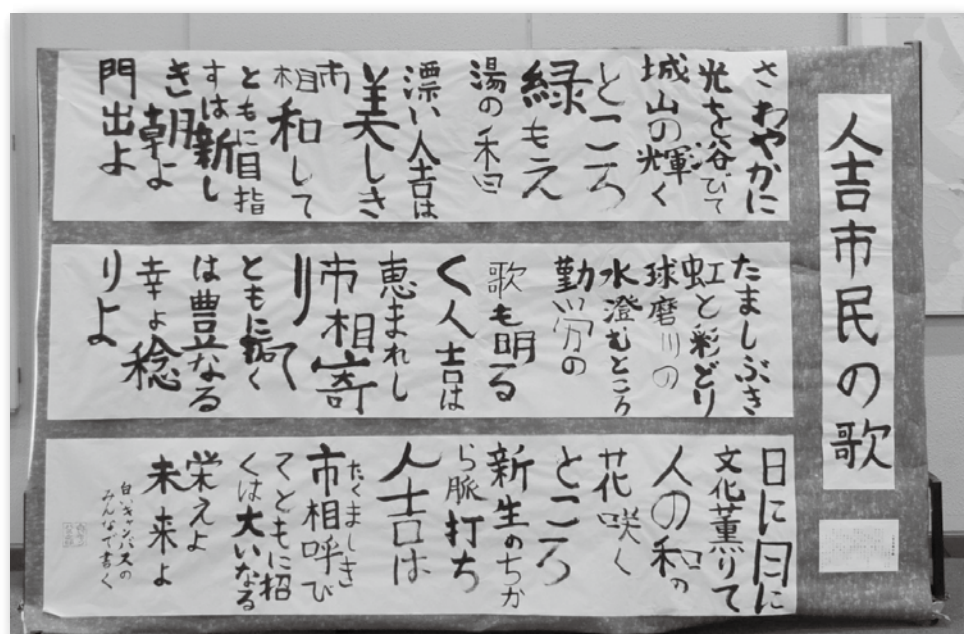 人吉市民の歌
さわやかに
光を浴びて
城山の輝く
ところ
緑もえ
湯の香
漂い人吉は
美しき
市相和して
ともに目指
すは新し
き朝よ
門出よ
たましぶき
虹と彩どり
球磨川の
水澄むところ
勤労の
歌も明る
く人吉は
恵まれし
市相寄
りて
ともに拓く
は豊なる
幸よ稔
りよ
日に日に
文化薫りて
人の和の
花咲く
ところ
新生のちか
ら脈打ち
人吉は
たくましき
市相呼び
てともに招
くは大いなる
栄えよ
未来よ
白いキャンバスの
みんなで書く